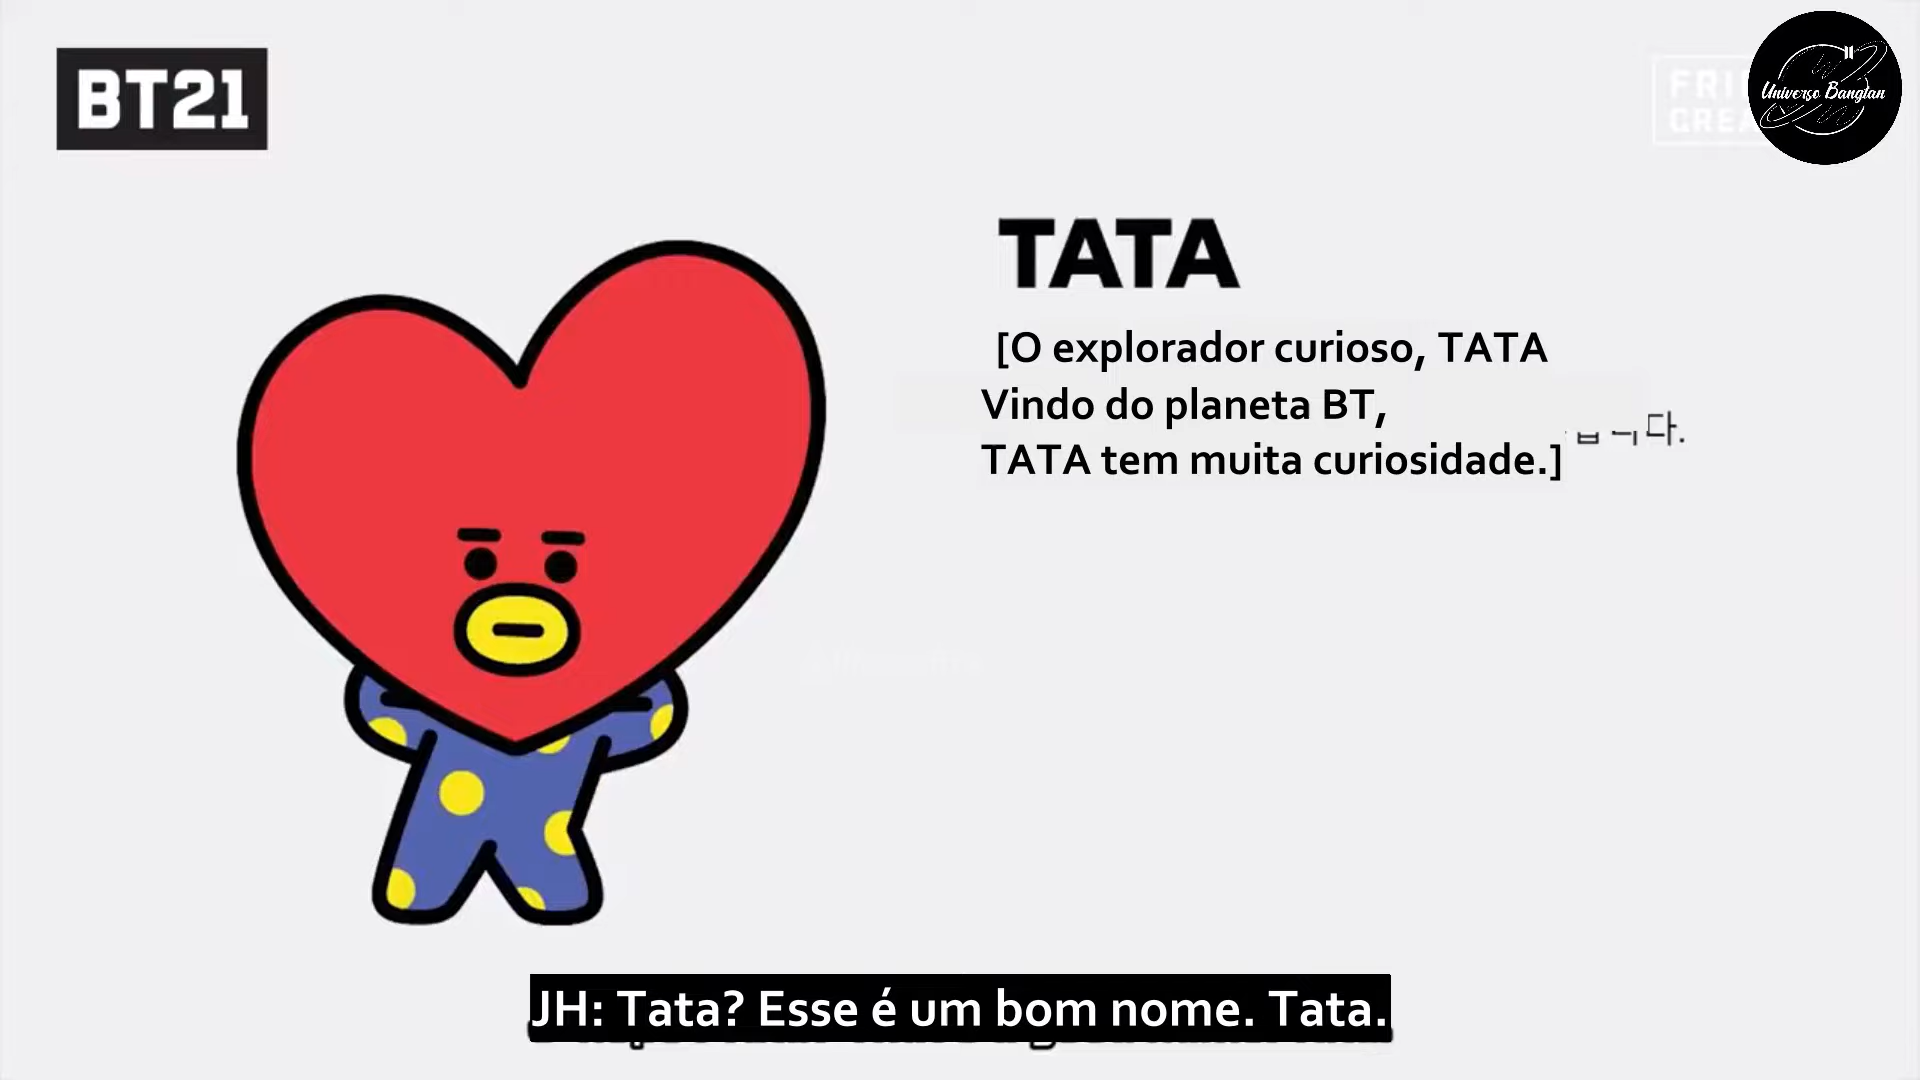 BT21
Universo Bangtan
TATA
[O explorador curioso, TATA
Vindo do planeta BT,
TATA tem muita curiosidade.]
다.
JH: Tata? Esse é um bom nome. Tata.